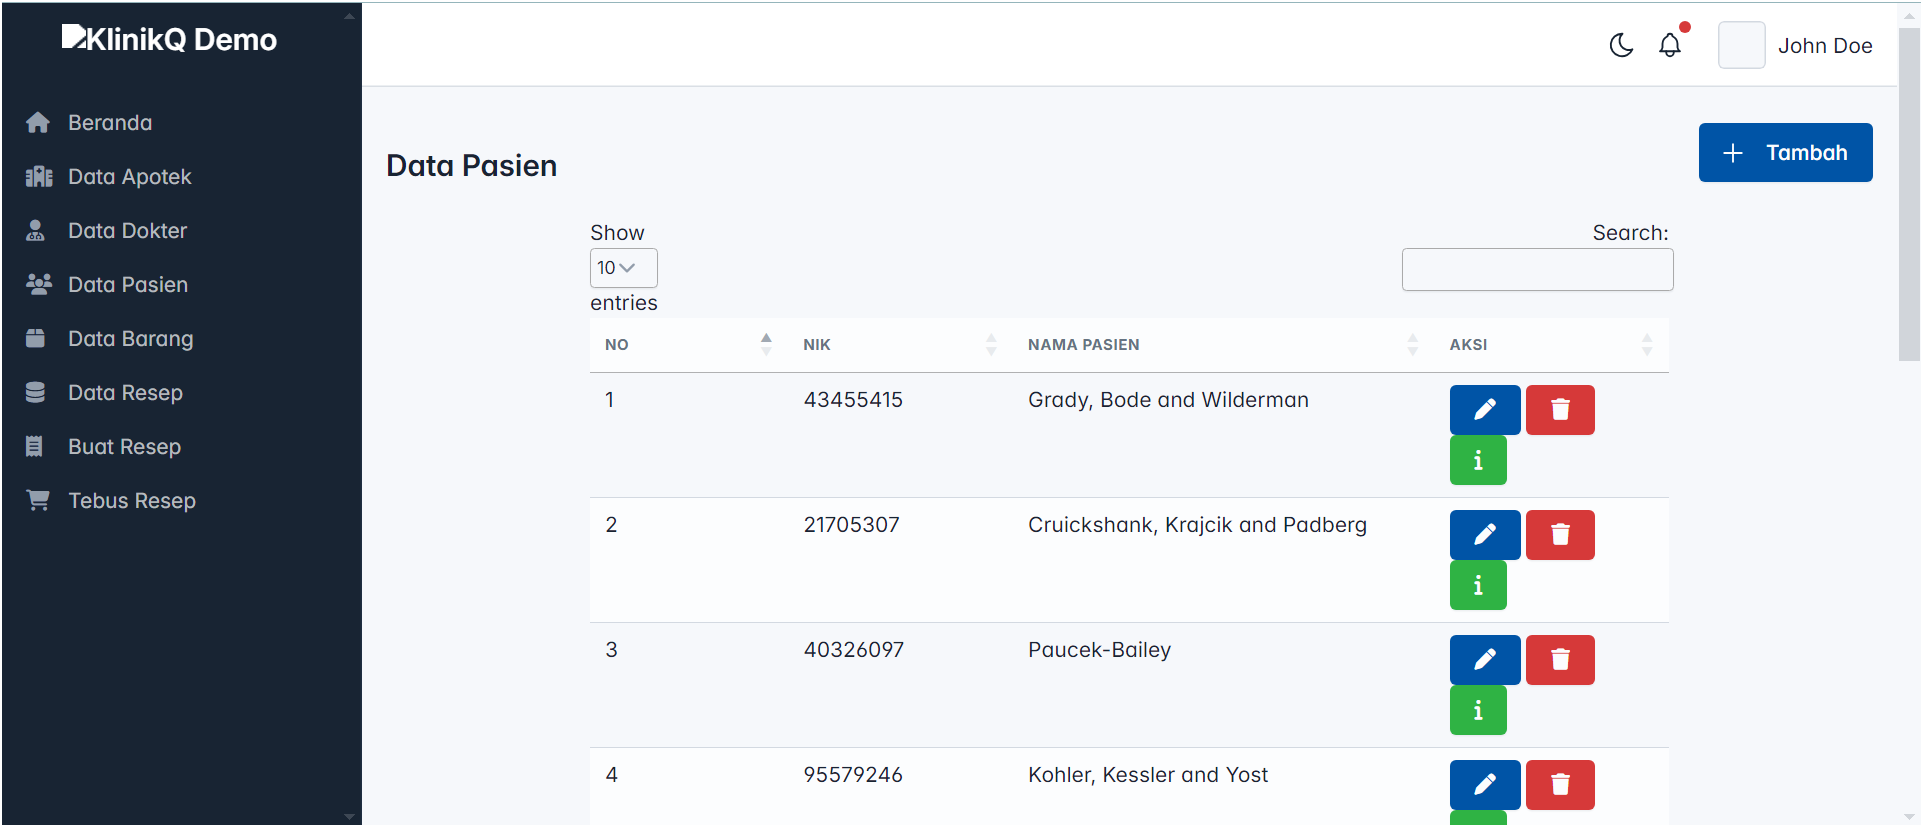 KlinikQ Demo
John Doe
Beranda
Data Apotek
Data Dokter
Data Pasien
Data Barang
Data Resep
Buat Resep
Tebus Resep
Data Pasien
Tambah
Show
10
entries
Search:
NO NIK NAMA PASIEN AKSI
1 43455415 Grady, Bode and Wilderman
2 21705307 Cruickshank, Krajcik and Padberg
3 40326097 Paucek-Bailey
4 95579246 Kohler, Kessler and Yost